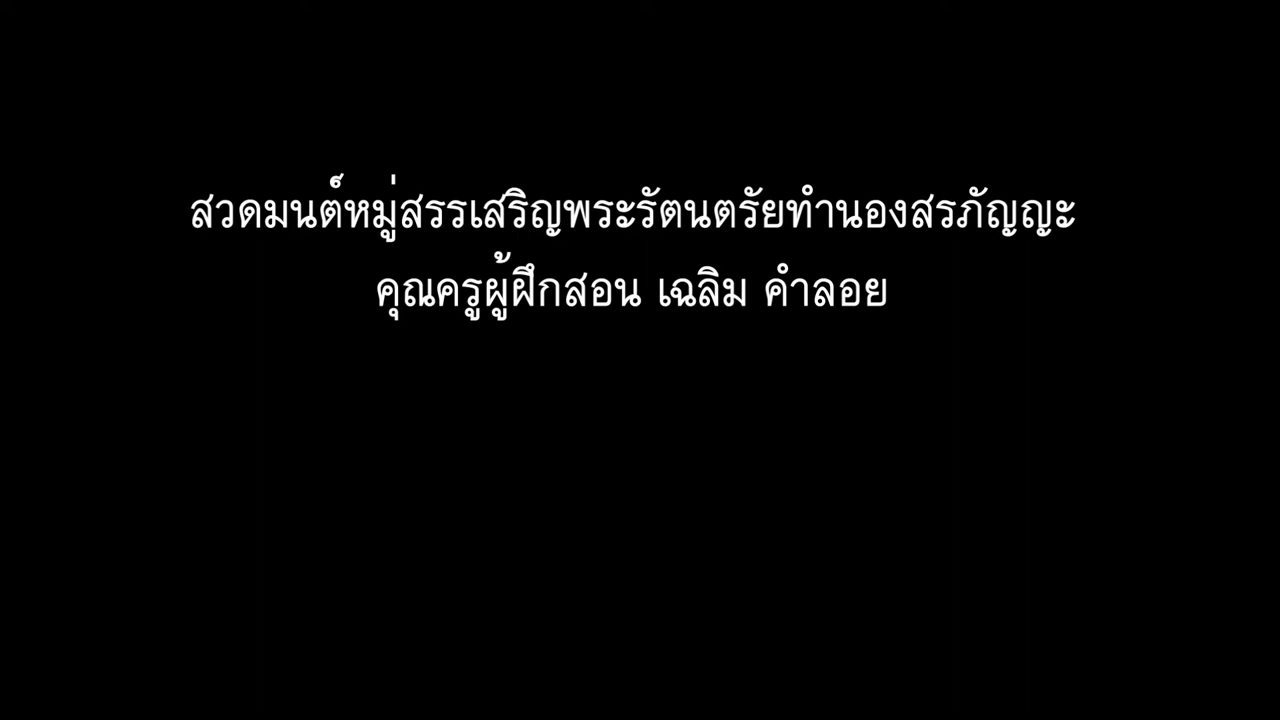 สวดมนต์หมู่สรรเสริญพระรัตนตรัยทำนองสรภัญญะ
คุณครูผู้ฝึกสอน เฉลิม คำลอย